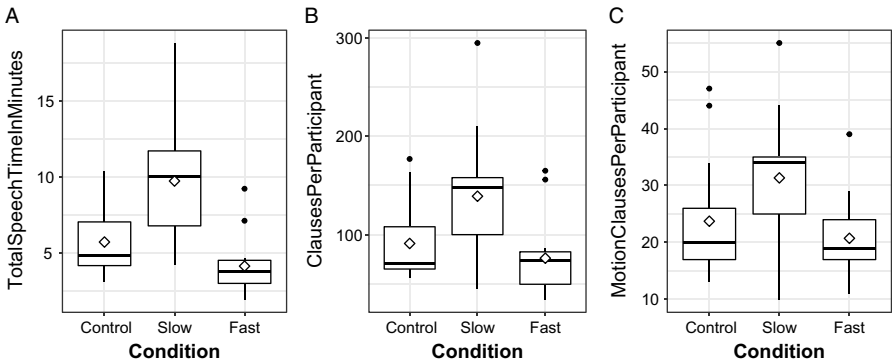 A
TotalSpeechTimeInMinutes
15
10
5
Control Slow Fast
Condition
B
ClausesPerParticipant
300
200
100
Control Slow Fast
Condition
C
MotionClausesPerParticipant
50
40
30
20
10
Control Slow Fast
Condition